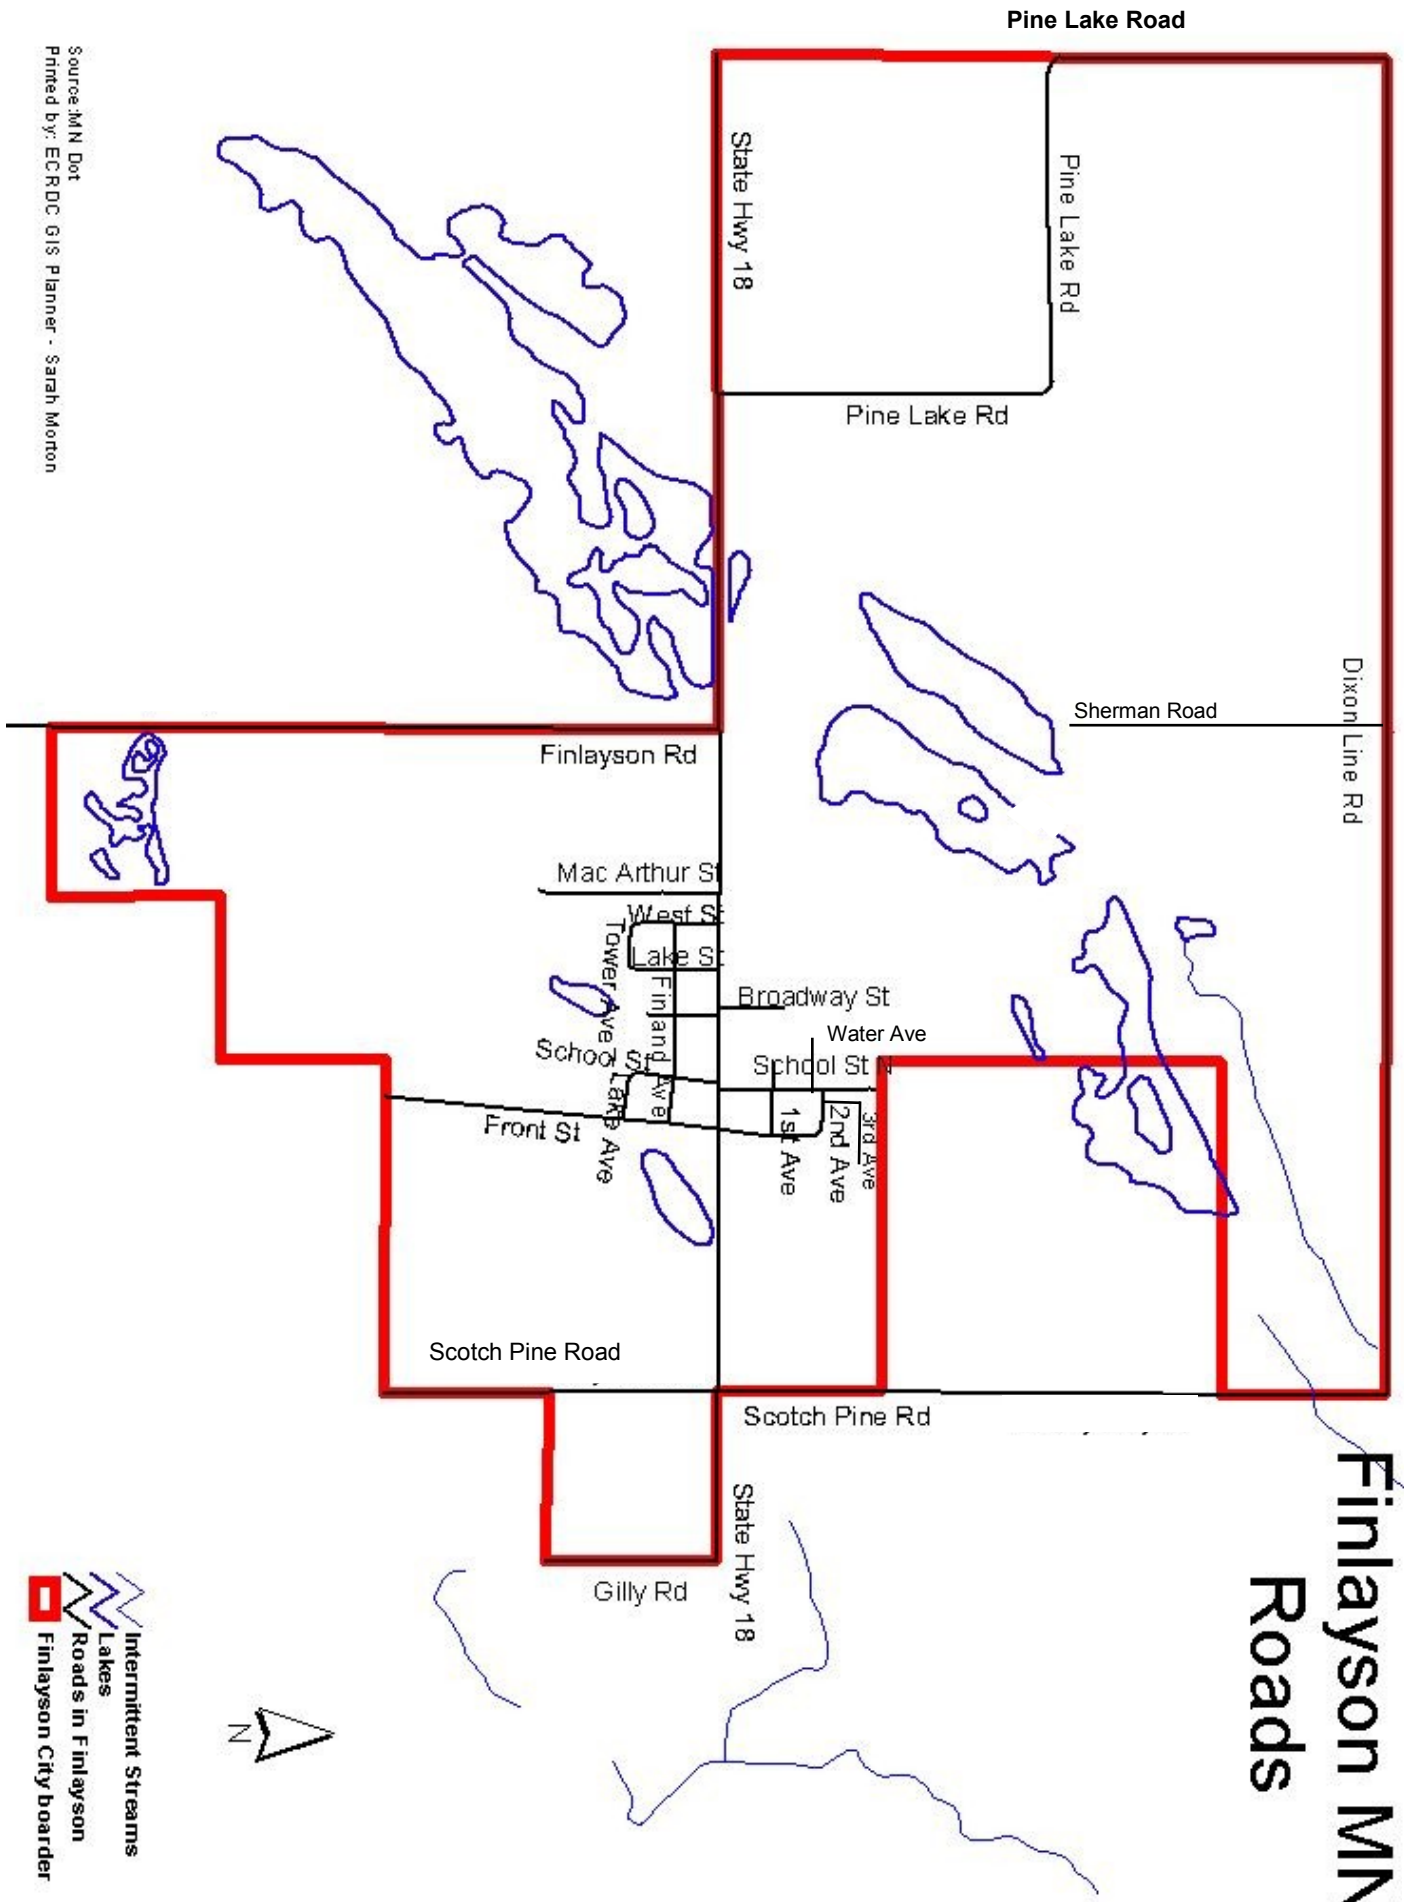 Finlayson MN
Roads
Pine Lake Road
State Hwy 18
Pine Lake Rd
Pine Lake Rd
Dixon Line Rd
Sherman Road
Finlayson Rd
Mac Arthur St
West St
Lake St
Tower Ave
Finland Ave
Broadway St
Water Ave
School St
School St N
Lake Ave
Front St
1st Ave
2nd Ave
3rd Ave
Scotch Pine Road
Scotch Pine Rd
State Hwy 18
Gilly Rd
N
Intermittent Streams
Lakes
Roads in Finlayson
Finlayson City boarder
Source:MN Dot
Printed by: ECRDC GIS Planner - Sarah Morton